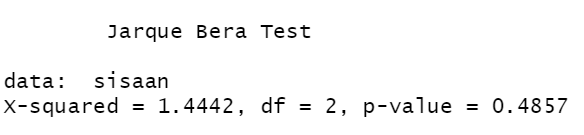 Jarque Bera Test
data:  sisaan
X-squared = 1.4442, df = 2, p-value = 0.4857